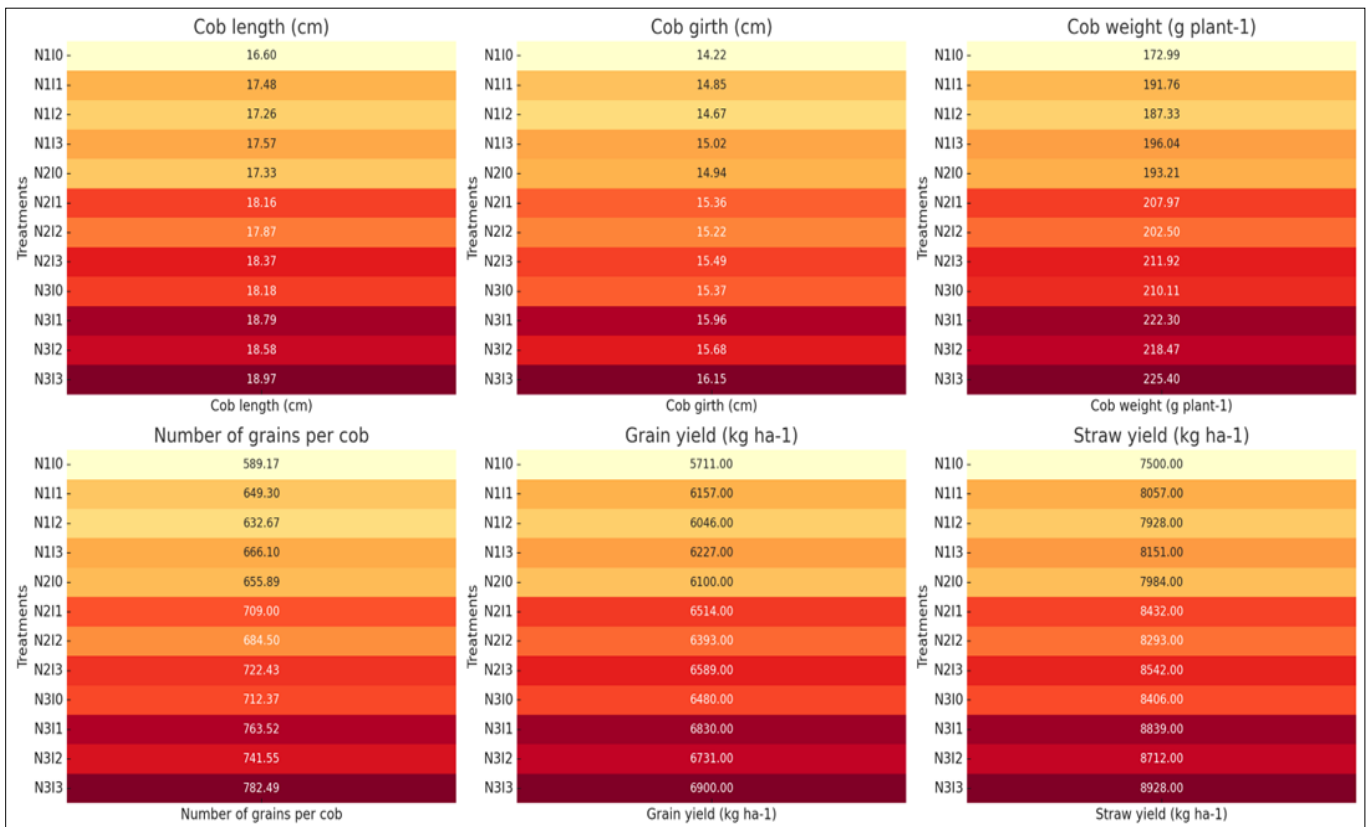 Cob length (cm)
Cob girth (cm)
Cob weight (g plant-1)
Treatments
N1I0 - 16.60
N1I1 - 17.48
N1I2 - 17.26
N1I3 - 17.57
N2I0 - 17.33
N2I1 - 18.16
N2I2 - 17.87
N2I3 - 18.37
N3I0 - 18.18
N3I1 - 18.79
N3I2 - 18.58
N3I3 - 18.97
Cob length (cm)
Treatments
N1I0 - 14.22
N1I1 - 14.85
N1I2 - 14.67
N1I3 - 15.02
N2I0 - 14.94
N2I1 - 15.36
N2I2 - 15.22
N2I3 - 15.49
N3I0 - 15.37
N3I1 - 15.96
N3I2 - 15.68
N3I3 - 16.15
Cob girth (cm)
Treatments
N1I0 - 172.99
N1I1 - 191.76
N1I2 - 187.33
N1I3 - 196.04
N2I0 - 193.21
N2I1 - 207.97
N2I2 - 202.50
N2I3 - 211.92
N3I0 - 210.11
N3I1 - 222.30
N3I2 - 218.47
N3I3 - 225.40
Cob weight (g plant-1)
Number of grains per cob
Grain yield (kg ha-1)
Straw yield (kg ha-1)
Treatments
N1I0 - 589.17
N1I1 - 649.30
N1I2 - 632.67
N1I3 - 666.10
N2I0 - 655.89
N2I1 - 709.00
N2I2 - 684.50
N2I3 - 722.43
N3I0 - 712.37
N3I1 - 763.52
N3I2 - 741.55
N3I3 - 782.49
Number of grains per cob
Treatments
N1I0 - 5711.00
N1I1 - 6157.00
N1I2 - 6046.00
N1I3 - 6227.00
N2I0 - 6100.00
N2I1 - 6514.00
N2I2 - 6393.00
N2I3 - 6589.00
N3I0 - 6480.00
N3I1 - 6830.00
N3I2 - 6731.00
N3I3 - 6900.00
Grain yield (kg ha-1)
Treatments
N1I0 - 7500.00
N1I1 - 8057.00
N1I2 - 7928.00
N1I3 - 8151.00
N2I0 - 7984.00
N2I1 - 8432.00
N2I2 - 8293.00
N2I3 - 8542.00
N3I0 - 8406.00
N3I1 - 8839.00
N3I2 - 8712.00
N3I3 - 8928.00
Straw yield (kg ha-1)